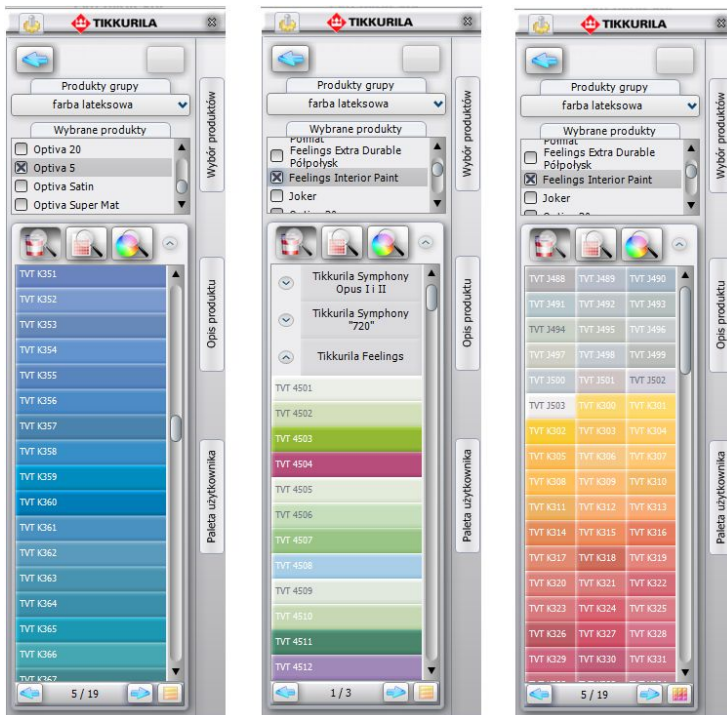 TIKKURILA
Produkty grupy
farba lateksowa
Wybrane produkty
Optiva 20
Optiva 5
Optiva Satin
Optiva Super Mat
TVT K351
TVT K352
TVT K353
TVT K354
TVT K355
TVT K356
TVT K357
TVT K358
TVT K359
TVT K360
TVT K361
TVT K362
TVT K363
TVT K364
TVT K365
TVT K366
TVT K367
5 / 19
Wybór produktów
Opis produktu
Paleta użytkownika
TIKKURILA
Produkty grupy
farba lateksowa
Wybrane produkty
Półmat
Feelings Extra Durable
Półpołysk
Feelings Interior Paint
Joker
Optiva 20
Tikkurila Symphony
Opus I i II
Tikkurila Symphony
"720"
Tikkurila Feelings
TVT 4501
TVT 4502
TVT 4503
TVT 4504
TVT 4505
TVT 4506
TVT 4507
TVT 4508
TVT 4509
TVT 4510
TVT 4511
TVT 4512
1 / 3
Wybór produktów
Opis produktu
Paleta użytkownika
TIKKURILA
Produkty grupy
farba lateksowa
Wybrane produkty
Półmat
Feelings Extra Durable
Półpołysk
Feelings Interior Paint
Joker
Optiva 20
TVT J488 TVT J489 TVT J490
TVT J491 TVT J492 TVT J493
TVT J494 TVT J495 TVT J496
TVT J497 TVT J498 TVT J499
TVT J500 TVT J501 TVT J502
TVT J503 TVT K300 TVT K301
TVT K302 TVT K303 TVT K304
TVT K305 TVT K306 TVT K307
TVT K308 TVT K309 TVT K310
TVT K311 TVT K312 TVT K313
TVT K314 TVT K315 TVT K316
TVT K317 TVT K318 TVT K319
TVT K320 TVT K321 TVT K322
TVT K323 TVT K324 TVT K325
TVT K326 TVT K327 TVT K328
TVT K329 TVT K330 TVT K331
5 / 19
Wybór produktów
Opis produktu
Paleta użytkownika